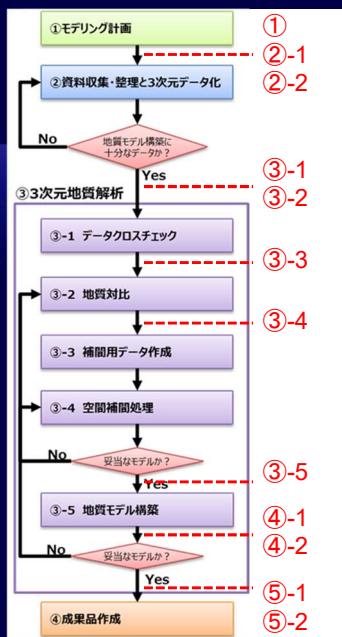 ①モデリング計画
①
②-1
②資料収集・整理と3次元データ化
②-2
No
地質モデル構築に
十分なデータか？
Yes
③-1
③3次元地質解析
③-2
③-1 データクロスチェック
③-3
③-2 地質対比
③-4
③-3 補間用データ作成
③-4 空間補間処理
No
妥当なモデルか？
③-5
Yes
③-5 地質モデル構築
④-1
④-2
No
妥当なモデルか？
Yes
⑤-1
④成果品作成
⑤-2